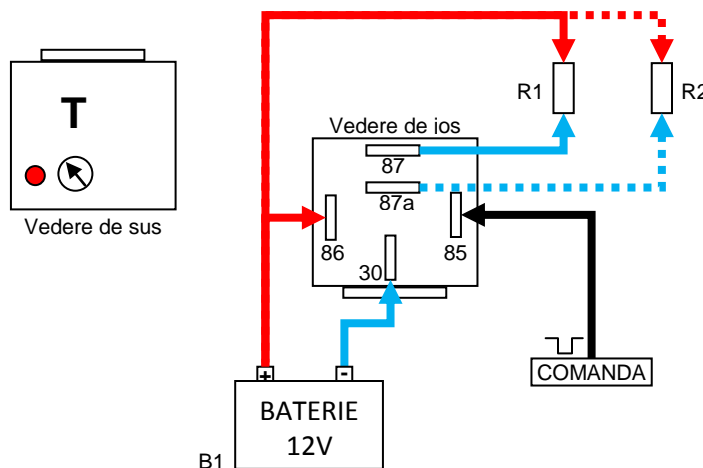 T
Vedere de sus
R1
R2
Vedere de ios
87
87a
86
85
30
+
-
COMANDA
BATERIE
12V
B1